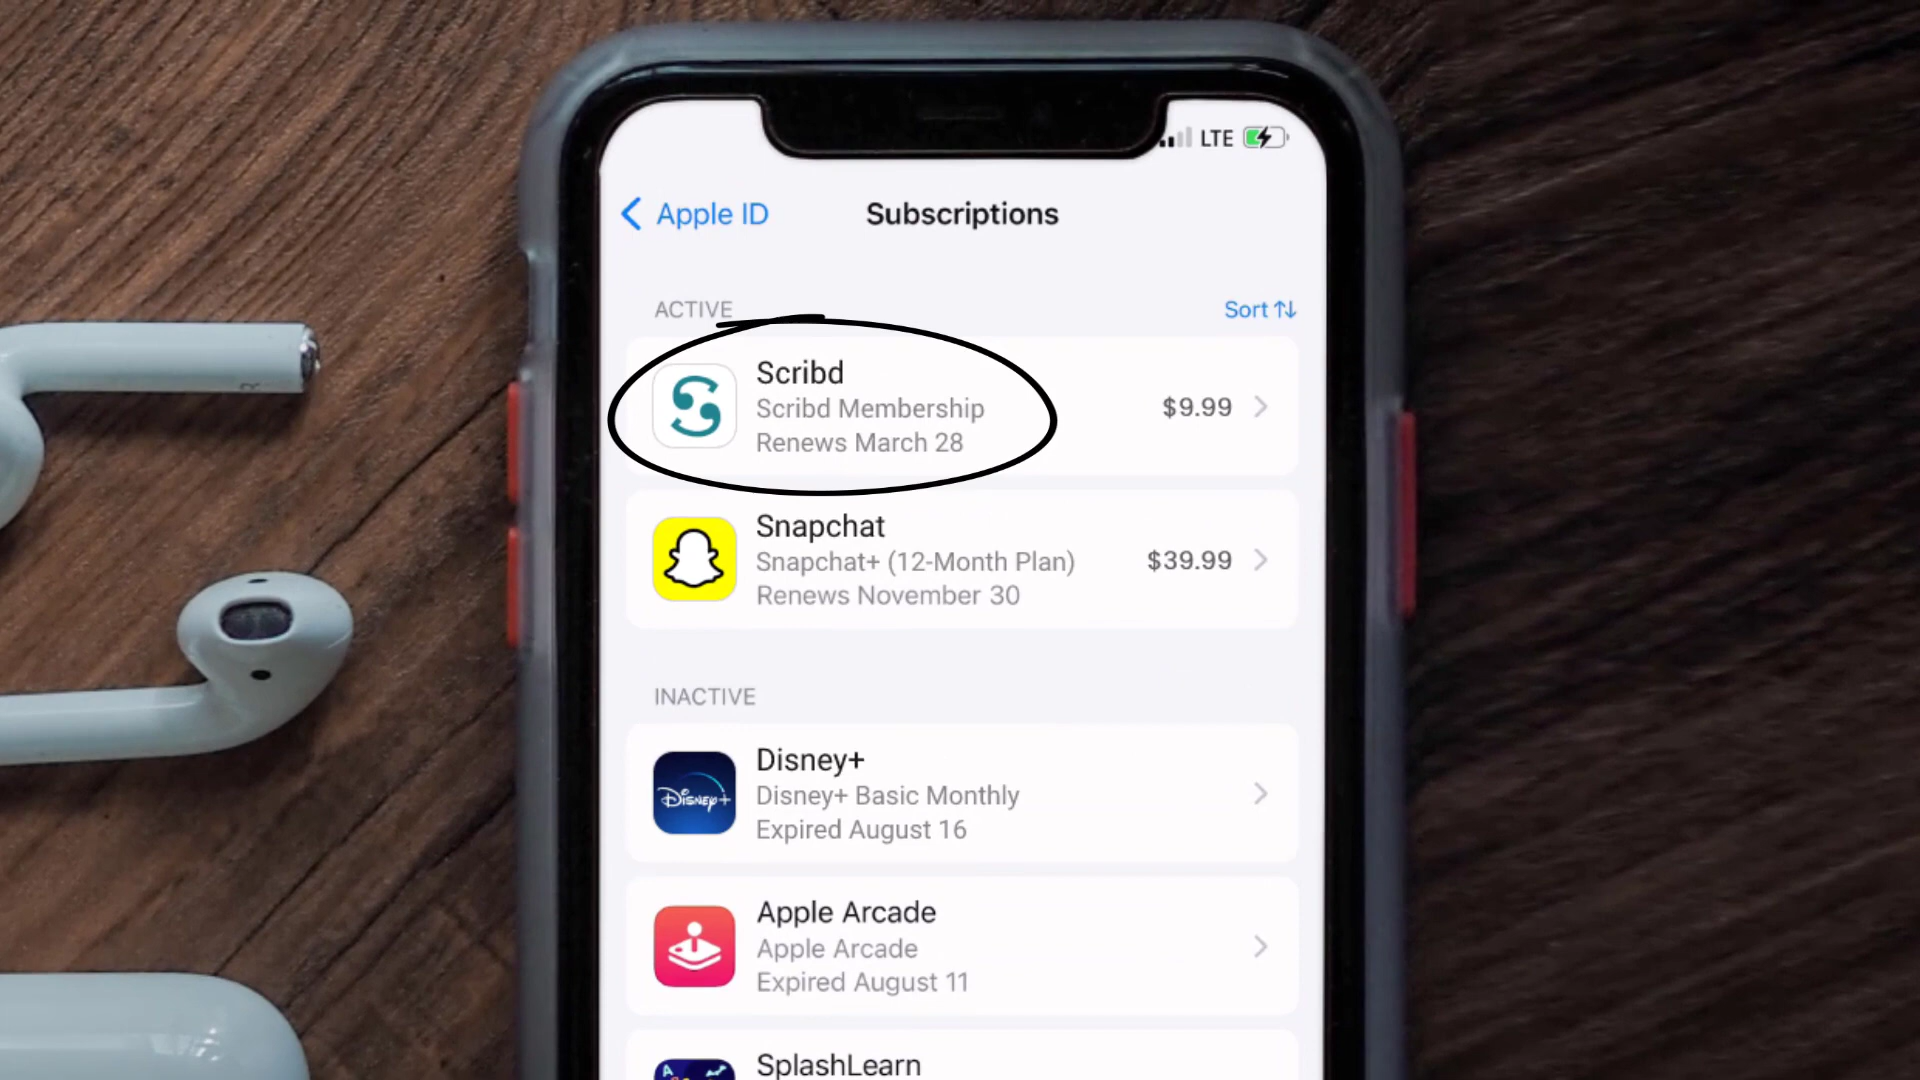 LTE
Apple ID
Subscriptions
ACTIVE
Sort
Scribd
Scribd Membership
Renews March 28
$9.99
Snapchat
Snapchat+ (12-Month Plan)
Renews November 30
$39.99
INACTIVE
Disney+
Disney+
Disney+ Basic Monthly
Expired August 16
Apple Arcade
Apple Arcade
Expired August 11
A
SplashLearn
R